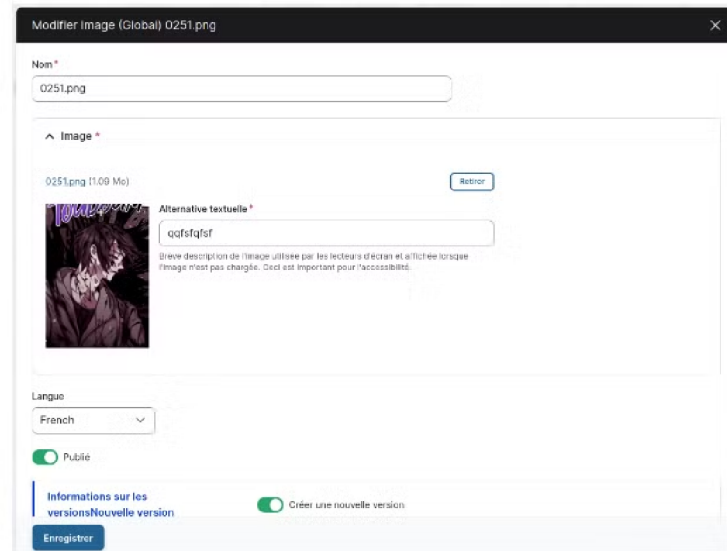 Modifier Image (Global) 0251.png
Nom*
0251.png
Image *
0251.png (1.09 Mo)
Retirer
Alternative textuelle*
qqfsfqfsf
Brève description de l'image utilisée par les lecteurs d'écran et affichée lorsque
l'image n'est pas chargée. Ceci est important pour l'accessibilité.
Langue
French
Publié
Informations sur les
versionsNouvelle version
Créer une nouvelle version
Enregistrer